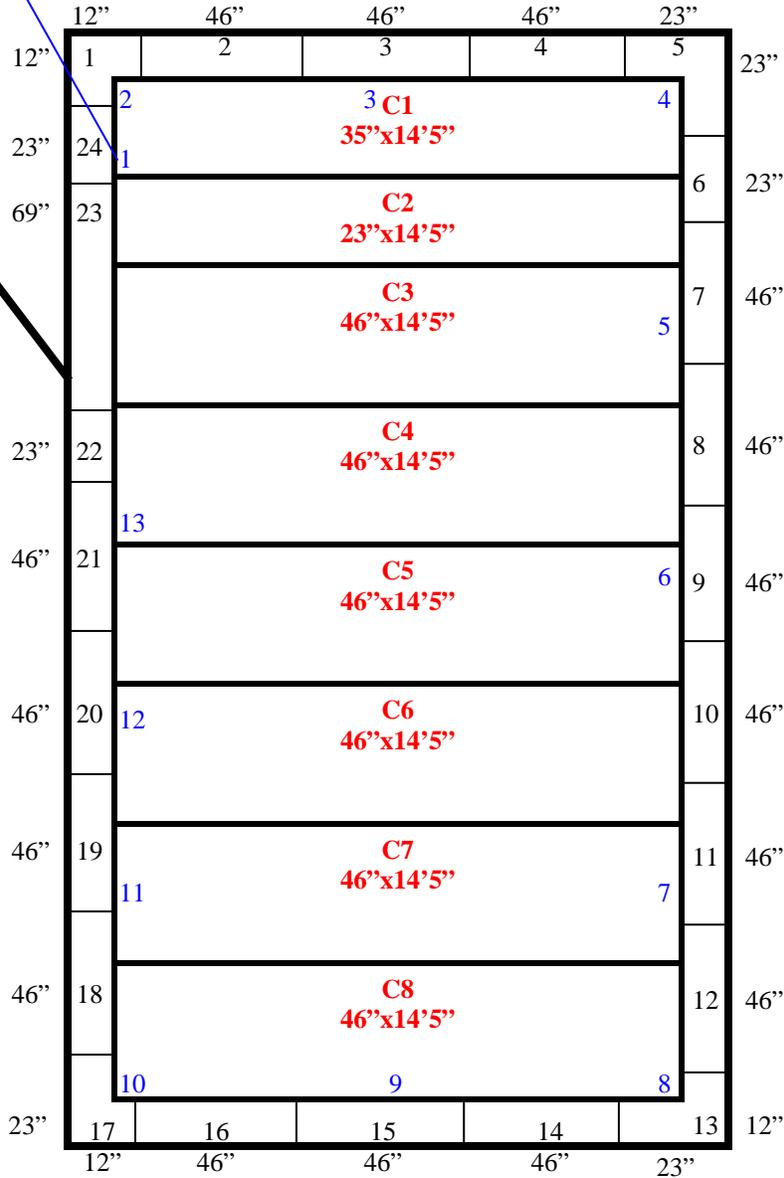 12” 46” 46” 46” 23”
12” 1 2 3 4 5 23”
2 3 C1 4
35”x14’5”
23” 24 1
C2 6 23”
69” 23 23”x14’5”
C3 7 46”
46”x14’5” 5
C4 8 46”
23” 22 46”x14’5”
13
46” 21 C5 6 9 46”
46”x14’5”
46” 20 12 C6 10 46”
46”x14’5”
46” 19 C7 11 46”
46”x14’5”
11 7
46” 18 C8 12 46”
46”x14’5”
10 9 8
23” 17 16 15 14 13 12”
12” 46” 46” 46” 23”